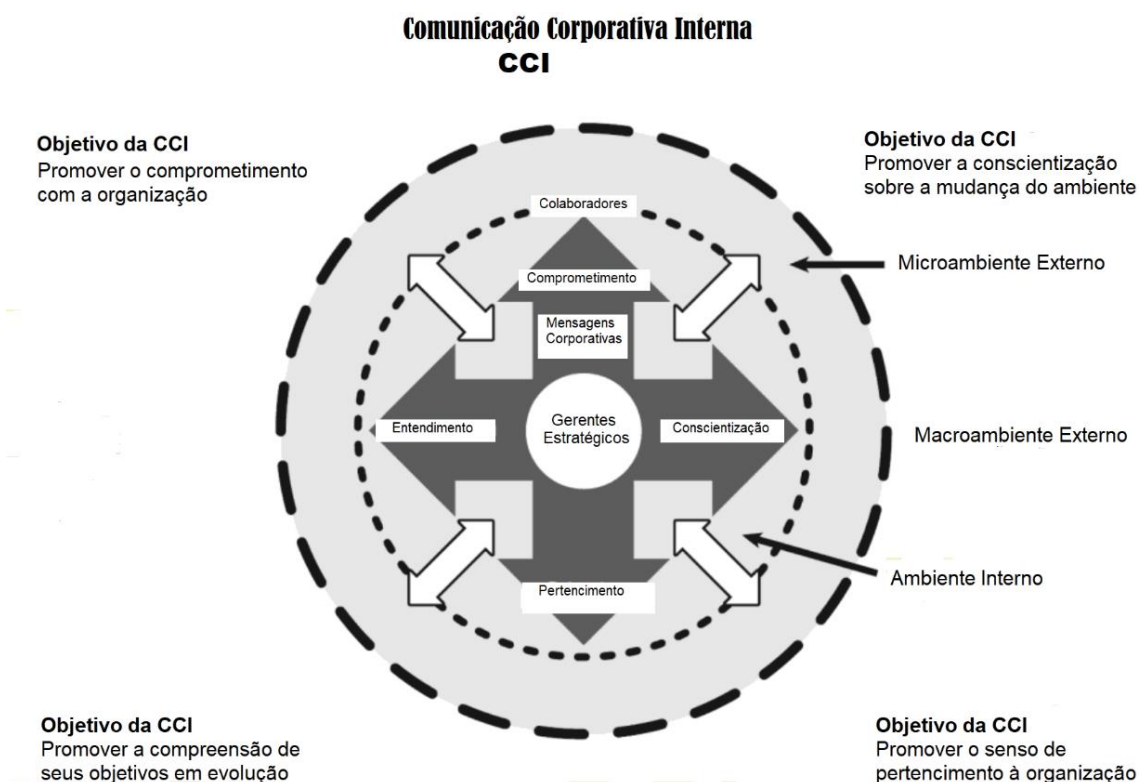 Comunicação Corporativa Interna
CCI
Objetivo da CCI
Promover o comprometimento
com a organização
Objetivo da CCI
Promover a conscientização
sobre a mudança do ambiente
Colaboradores
Microambiente Externo
Comprometimento
Mensagens
Corporativas
Entendimento
Gerentes
Estratégicos
Conscientização
Macroambiente Externo
Ambiente Interno
Pertencimento
Objetivo da CCI
Promover a compreensão de
seus objetivos em evolução
Objetivo da CCI
Promover o senso de
pertencimento à organização